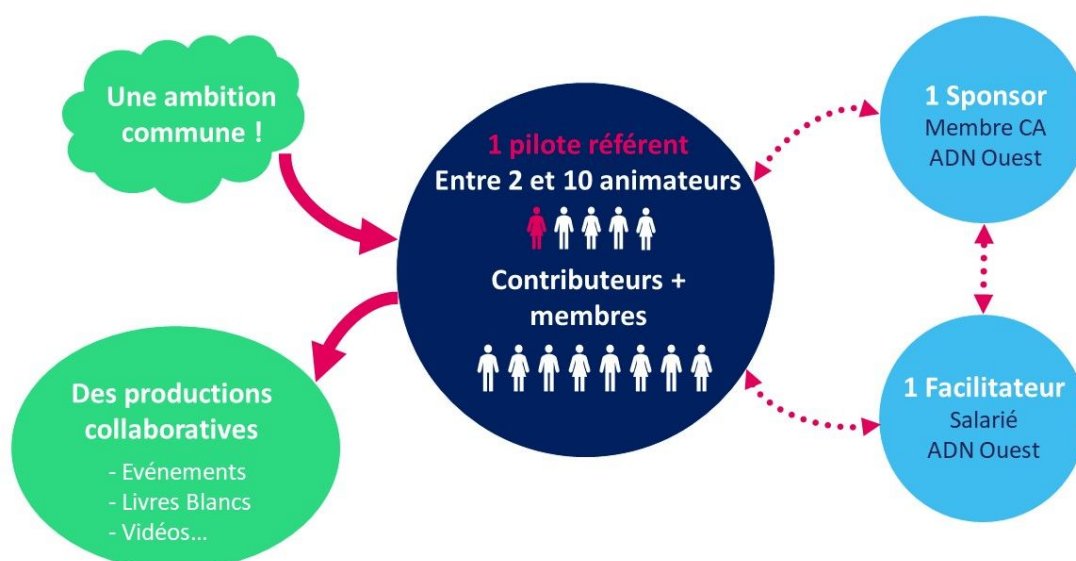 Une ambition
commune !
1 pilote référent
Entre 2 et 10 animateurs
Contributeurs +
membres
Des productions
collaboratives
- Evénements
- Livres Blancs
- Vidéos...
1 Sponsor
Membre CA
ADN Ouest
1 Facilitateur
Salarié
ADN Ouest